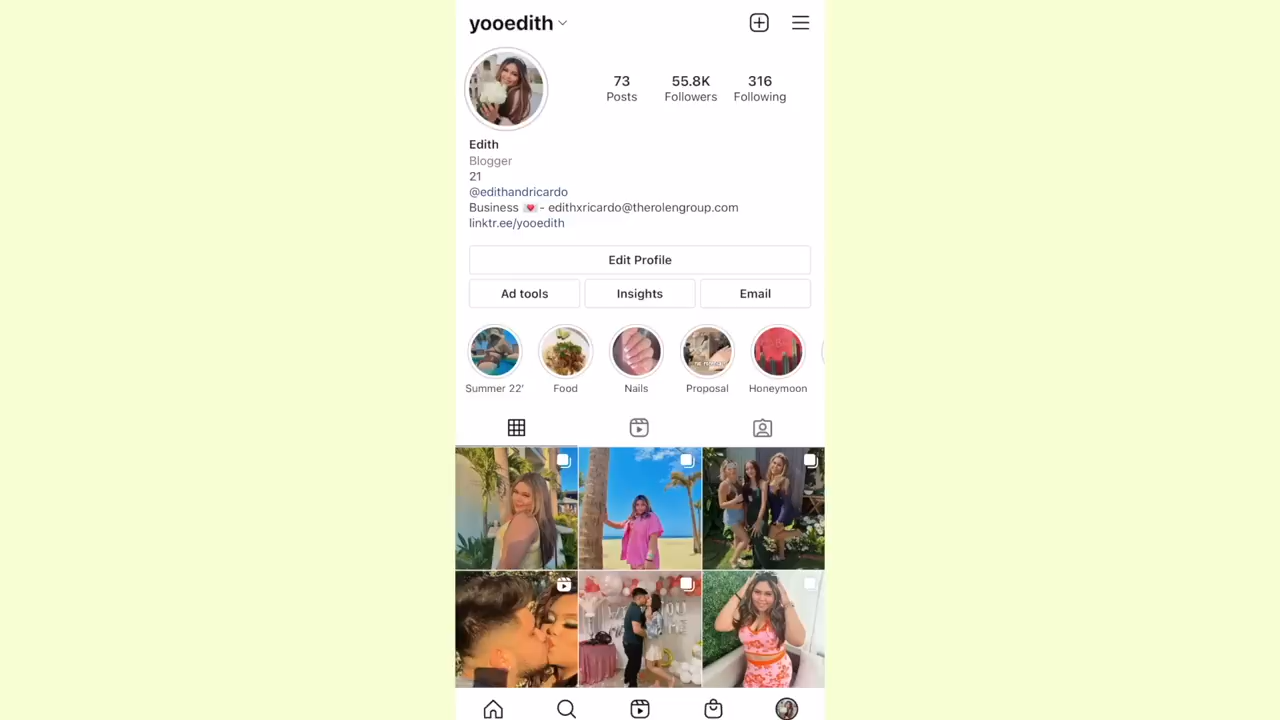 yooedith
73 55.8K 316
Posts Followers Following
Edith
Blogger
21
@edithandricardo
Business 💌 - edithxricardo@therolengroup.com
linktr.ee/yooedith
Edit Profile
Ad tools Insights Email
Summer 22' Food Nails Proposal Honeymoon